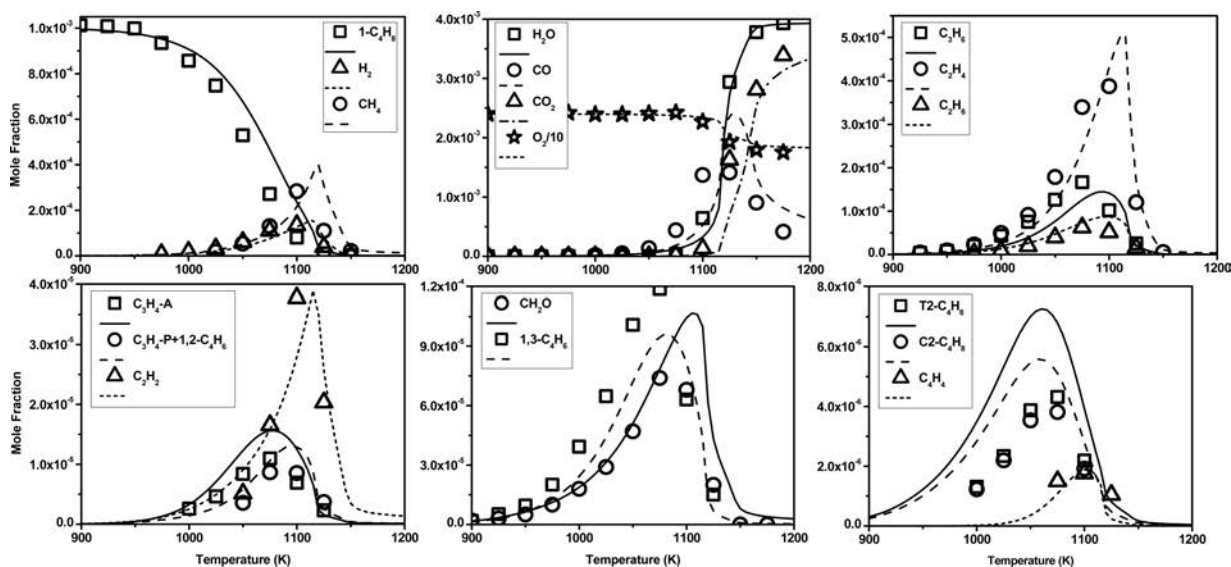 1.0x10⁻³
8.0x10⁻⁴
6.0x10⁻⁴
4.0x10⁻⁴
2.0x10⁻⁴
0.0
Mole Fraction
900 1000 1100 1200
1-C₄H₈
H₂
CH₄
4.0x10⁻³
3.0x10⁻³
2.0x10⁻³
1.0x10⁻³
0.0
900 1000 1100 1200
H₂O
CO
CO₂
O₂/10
5.0x10⁻⁴
4.0x10⁻⁴
3.0x10⁻⁴
2.0x10⁻⁴
1.0x10⁻⁴
0.0
900 1000 1100 1200
C₃H₆
C₂H₄
C₂H₆
4.0x10⁻⁵
3.0x10⁻⁵
2.0x10⁻⁵
1.0x10⁻⁵
0.0
Mole Fraction
900 1000 1100 1200
Temperature (K)
C₃H₄-A
C₃H₄-P+1,2-C₄H₆
C₂H₂
1.2x10⁻⁴
9.0x10⁻⁵
6.0x10⁻⁵
3.0x10⁻⁵
0.0
900 1000 1100 1200
Temperature (K)
CH₂O
1,3-C₄H₆
8.0x10⁻⁶
6.0x10⁻⁶
4.0x10⁻⁶
2.0x10⁻⁶
0.0
900 1000 1100 1200
Temperature (K)
T2-C₄H₈
C2-C₄H₈
C₄H₄